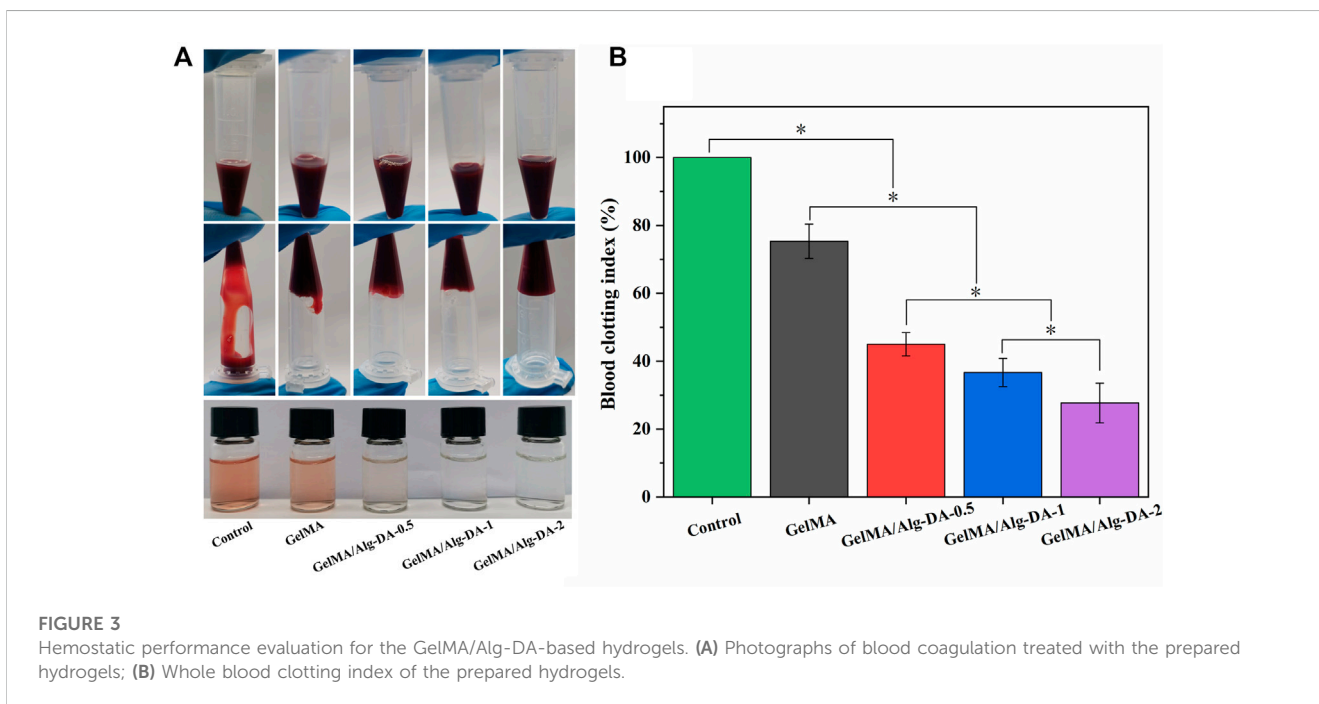 A
B
*
*
*
*
Blood clotting index (%)
100
80
60
40
20
0
Control
GelMA
GelMA/Alg-DA-0.5
GelMA/Alg-DA-1
GelMA/Alg-DA-2
Control
GelMA
GelMA/Alg-DA-0.5
GelMA/Alg-DA-1
GelMA/Alg-DA-2
FIGURE 3
Hemostatic performance evaluation for the GelMA/Alg-DA-based hydrogels. (A) Photographs of blood coagulation treated with the prepared
hydrogels; (B) Whole blood clotting index of the prepared hydrogels.